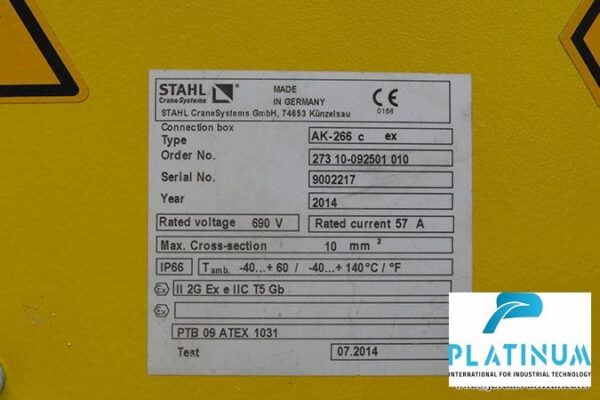 STAHL
CraneSystems
MADE
IN GERMANY
CE
0158
STAHL CraneSystems GmbH, 74653 Künzelsau
Connection box
Type AK-266 c ex
Order No. 273 10-092501 010
Serial No. 9002217
Year 2014
Rated voltage 690 V Rated current 57 A
Max. Cross-section 10 mm²
IP66 Tamb. -40...+ 60 / -40...+ 140°C / °F
Ex II 2G Ex e IIC T5 Gb
Ex
PTB 09 ATEX 1031
Test 07.2014
PLATINUM
INTERNATIONAL FOR INDUSTRIAL TECHNOLOGY